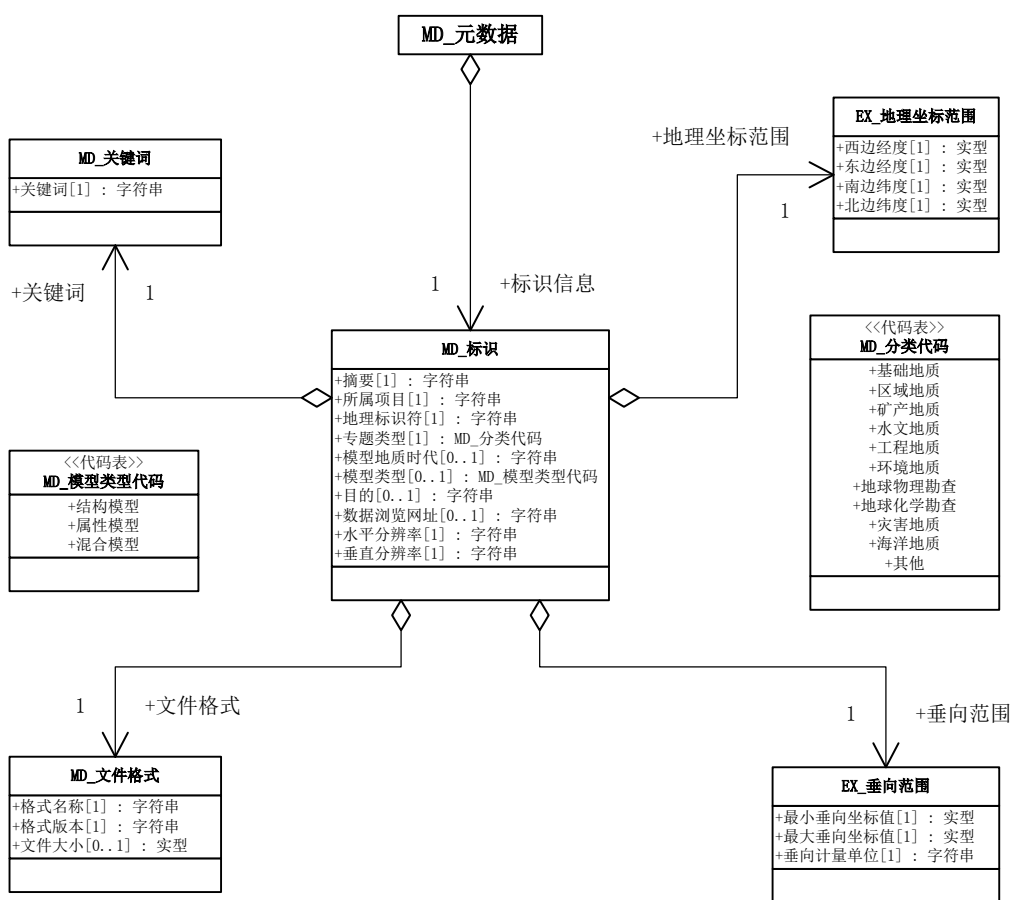 MD_元数据
EX_地理坐标范围
+西边经度[1] : 实型
+东边经度[1] : 实型
+南边纬度[1] : 实型
+北边纬度[1] : 实型
+地理坐标范围
1
MD_关键词
+关键词[1] : 字符串
+关键词
1
1
+标识信息
MD_标识
+摘要[1] : 字符串
+所属项目[1] : 字符串
+地理标识符[1] : 字符串
+专题类型[1] : MD_分类代码
+模型地质时代[0..1] : 字符串
+模型类型[0..1] : MD_模型类型代码
+目的[0..1] : 字符串
+数据浏览网址[0..1] : 字符串
+水平分辨率[1] : 字符串
+垂直分辨率[1] : 字符串
<<代码表>>
MD_分类代码
+基础地质
+区域地质
+矿产地质
+水文地质
+工程地质
+环境地质
+地球物理勘查
+地球化学勘查
+灾害地质
+海洋地质
+其他
<<代码表>>
MD_模型类型代码
+结构模型
+属性模型
+混合模型
1
+文件格式
1
+垂向范围
MD_文件格式
+格式名称[1] : 字符串
+格式版本[1] : 字符串
+文件大小[0..1] : 实型
EX_垂向范围
+最小垂向坐标值[1] : 实型
+最大垂向坐标值[1] : 实型
+垂向计量单位[1] : 字符串